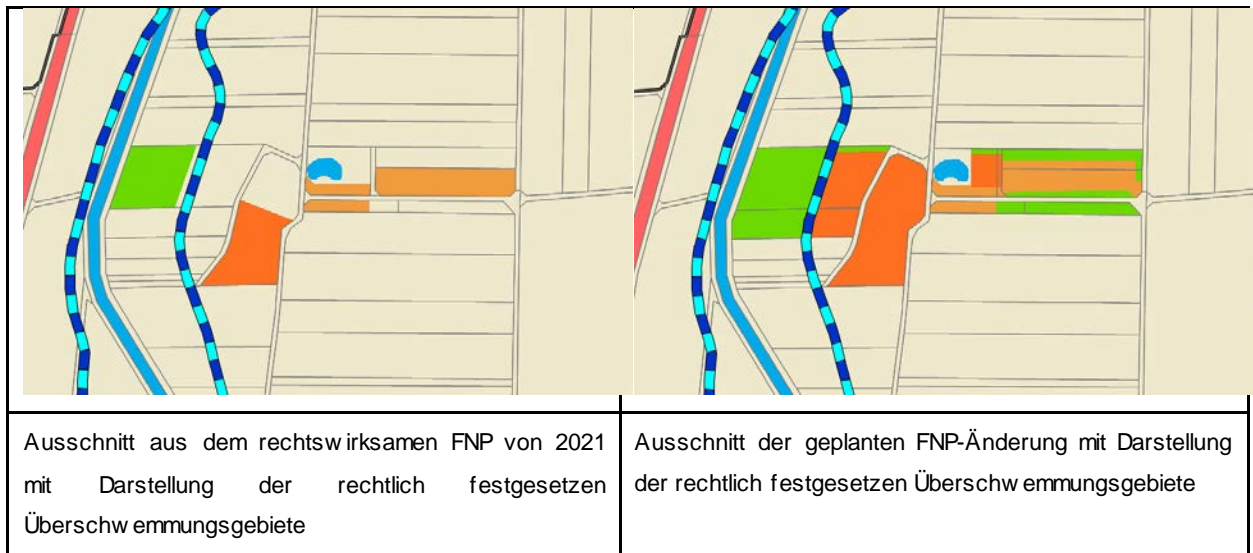 Ausschnitt aus dem rechtswirksamen FNP von 2021
mit Darstellung der rechtlich festgesetzen
Überschwemmungsgebiete
Ausschnitt der geplanten FNP-Änderung mit Darstellung
der rechtlich festgesetzen Überschwemmungsgebiete